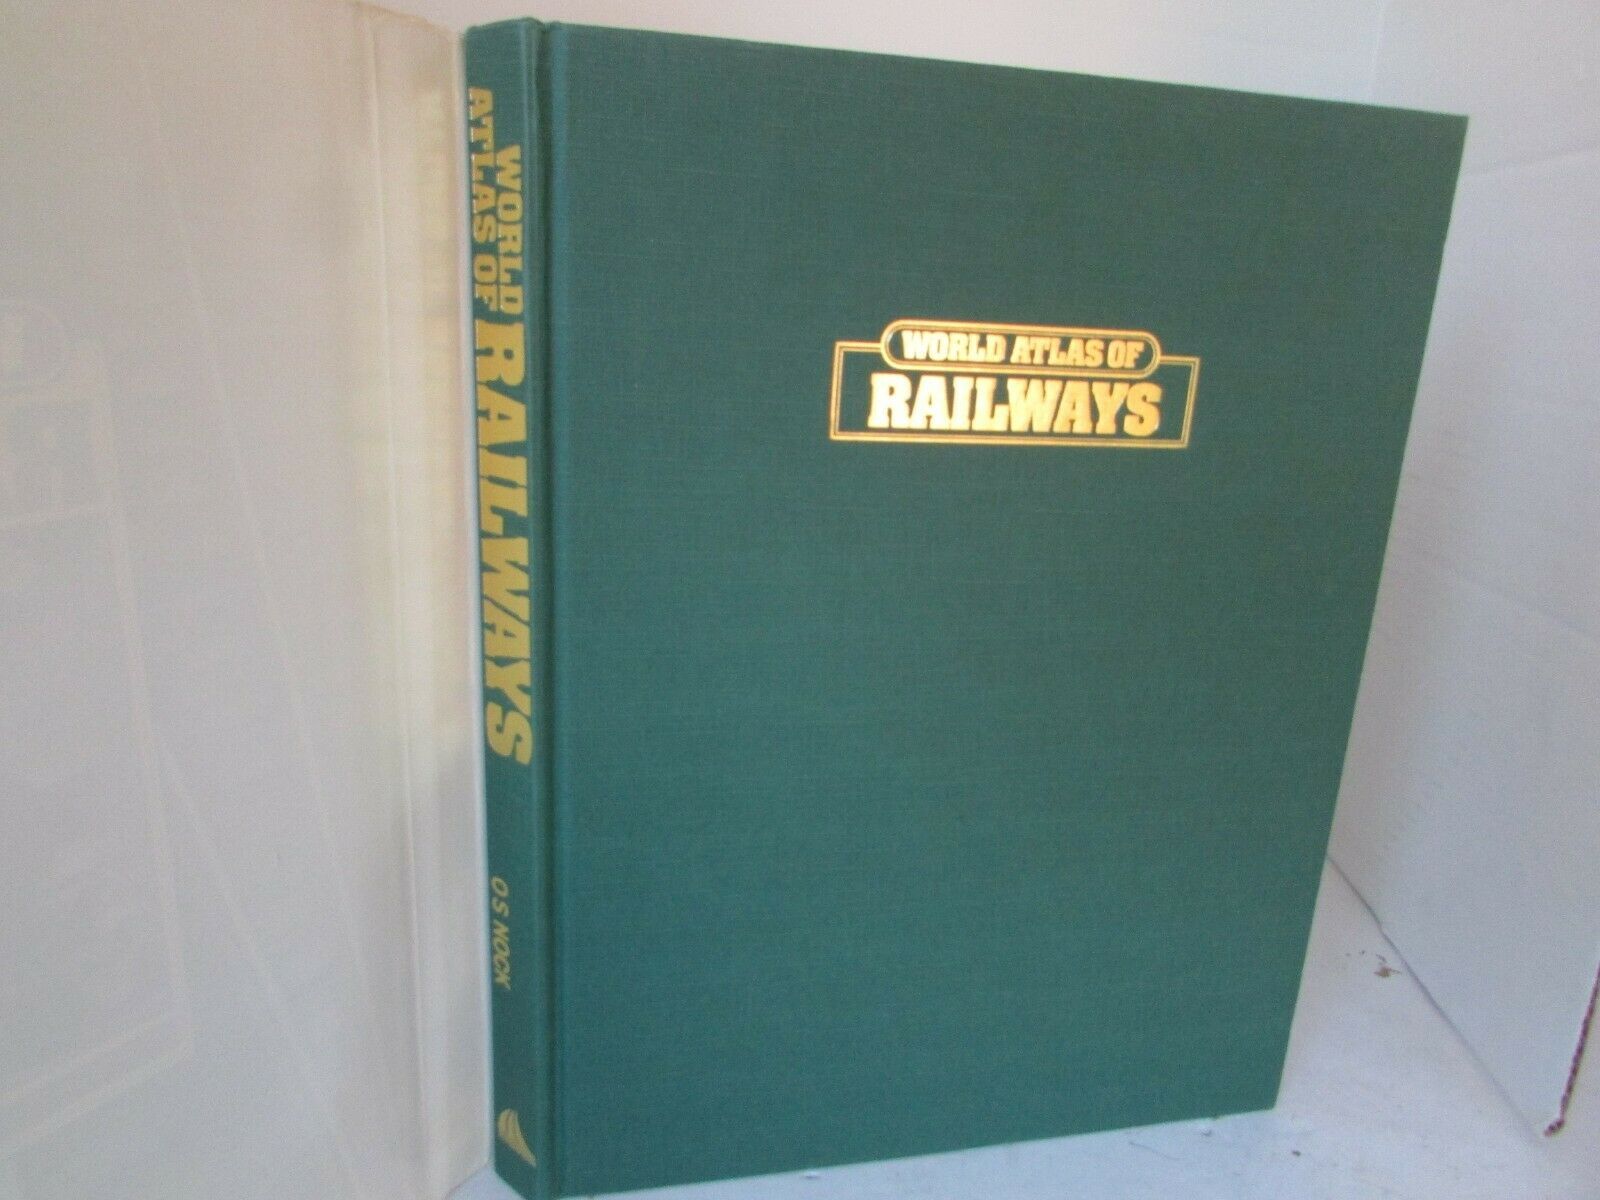 WORLD
ATLAS OF
RAILWAYS
O S NOCK
WORLD ATLAS OF
RAILWAYS